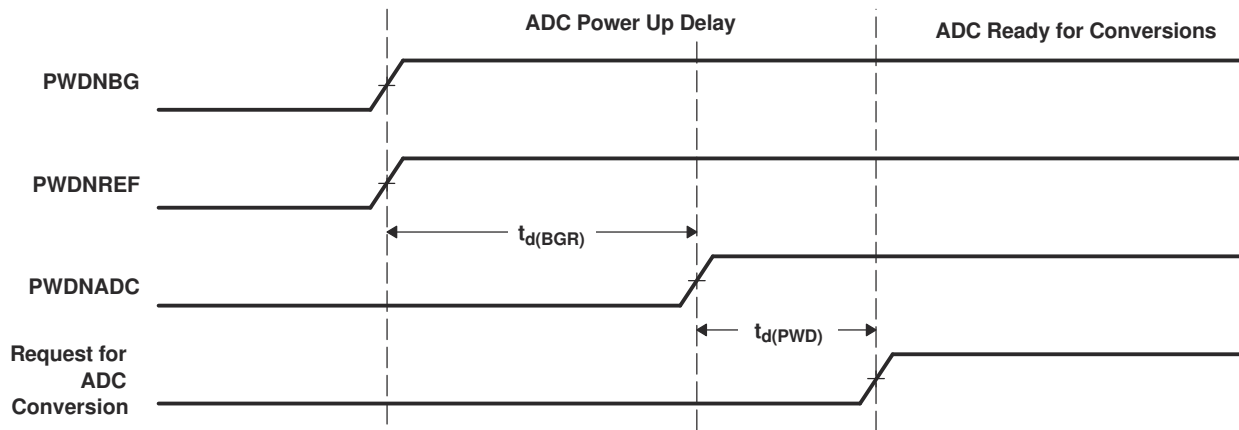 ADC Power Up Delay
ADC Ready for Conversions
PWDNBG
PWDNREF
td(BGR)
PWDNADC
td(PWD)
Request for
ADC
Conversion